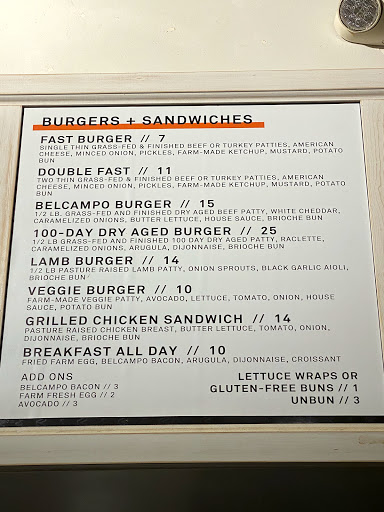 BURGERS + SANDWICHES
FAST BURGER // 7
SINGLE THIN GRASS-FED & FINISHED BEEF OR TURKEY PATTIES, AMERICAN
CHEESE, MINCED ONION, PICKLES, FARM-MADE KETCHUP, MUSTARD, POTATO
BUN
DOUBLE FAST // 11
TWO THIN GRASS-FED & FINISHED BEEF OR TURKEY PATTIES, AMERICAN
CHEESE, MINCED ONION, PICKLES, FARM-MADE KETCHUP, MUSTARD, POTATO
BUN
BELCAMPO BURGER // 15
1/2 LB. GRASS-FED AND FINISHED DRY AGED BEEF PATTY, WHITE CHEDDAR,
CARAMELIZED ONIONS, BUTTER LETTUCE, HOUSE SAUCE, BRIOCHE BUN
100-DAY DRY AGED BURGER // 25
1/2 LB. GRASS-FED AND FINISHED 100 DAY DRY AGED PATTY, RACLETTE,
CARAMELIZED ONIONS, ARUGULA, DIJONNAISE, BRIOCHE BUN
LAMB BURGER // 14
1/2 LB PASTURE RAISED LAMB PATTY, ONION SPROUTS, BLACK GARLIC AIOLI,
BRIOCHE BUN
VEGGIE BURGER // 10
FARM-MADE VEGGIE PATTY, AVOCADO, LETTUCE, TOMATO, ONION, HOUSE
SAUCE, POTATO BUN
GRILLED CHICKEN SANDWICH // 14
PASTURE RAISED CHICKEN BREAST, BUTTER LETTUCE, TOMATO, ONION,
DIJONNAISE, BRIOCHE BUN
BREAKFAST ALL DAY // 10
FRIED FARM EGG, BELCAMPO BACON, ARUGULA, DIJONNAISE, CROISSANT
ADD ONS
BELCAMPO BACON // 3
FARM FRESH EGG // 2
AVOCADO // 3
LETTUCE WRAPS OR
GLUTEN-FREE BUNS // 1
UNBUN // 3